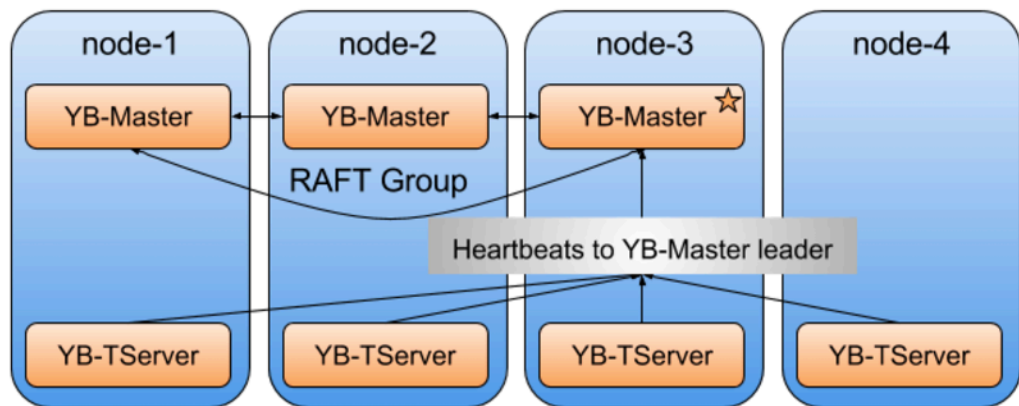 node-1
node-2
node-3
node-4
YB-Master
YB-Master
YB-Master
RAFT Group
Heartbeats to YB-Master leader
YB-TServer
YB-TServer
YB-TServer
YB-TServer